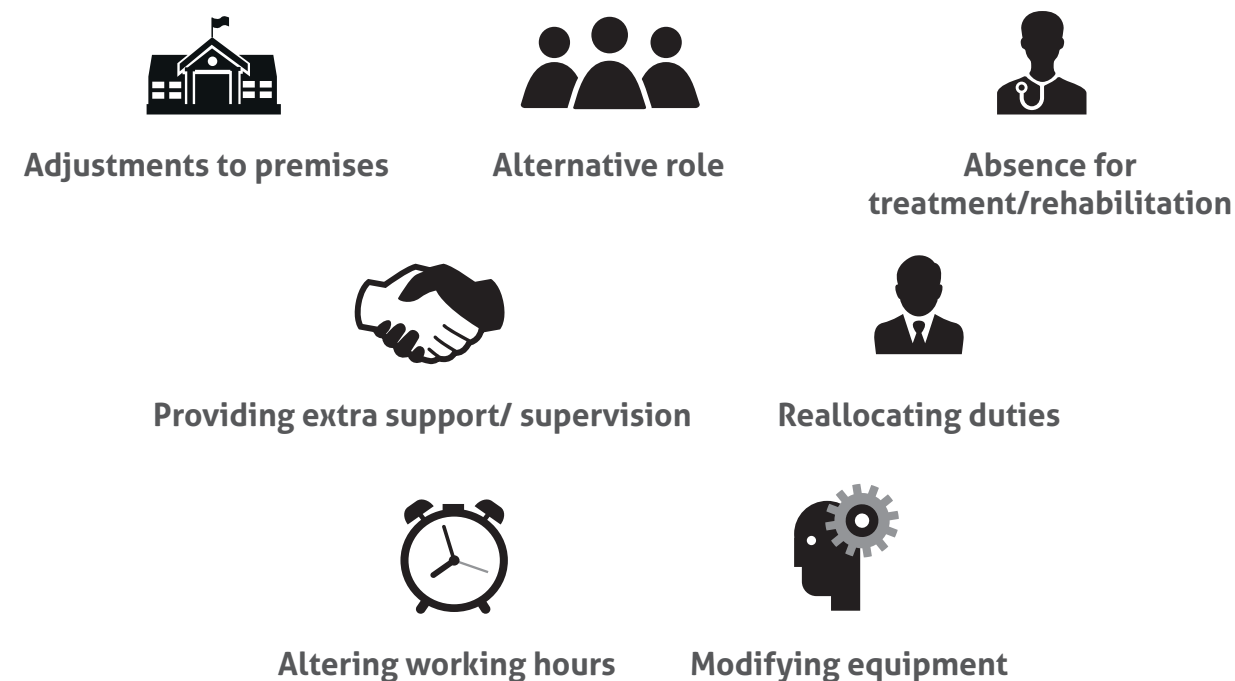 Adjustments to premises
Alternative role
Absence for
treatment/rehabilitation
Providing extra support/ supervision
Reallocating duties
Altering working hours
Modifying equipment